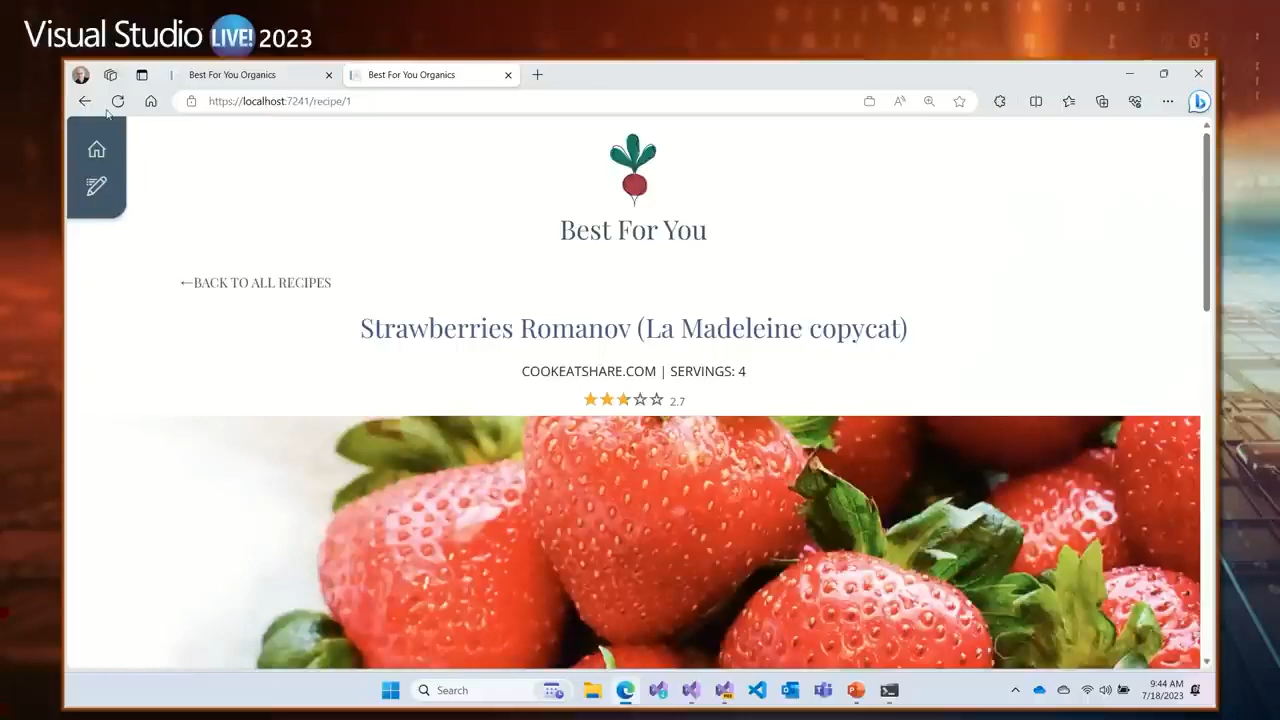 Visual Studio LIVE! 2023
Best For You Organics
Best For You Organics
https://localhost:7241/recipe/1
Best For You
←BACK TO ALL RECIPES
Strawberries Romanov (La Madeleine copycat)
COOKEATSHARE.COM | SERVINGS: 4
2.7
Search
9:44 AM
7/18/2023